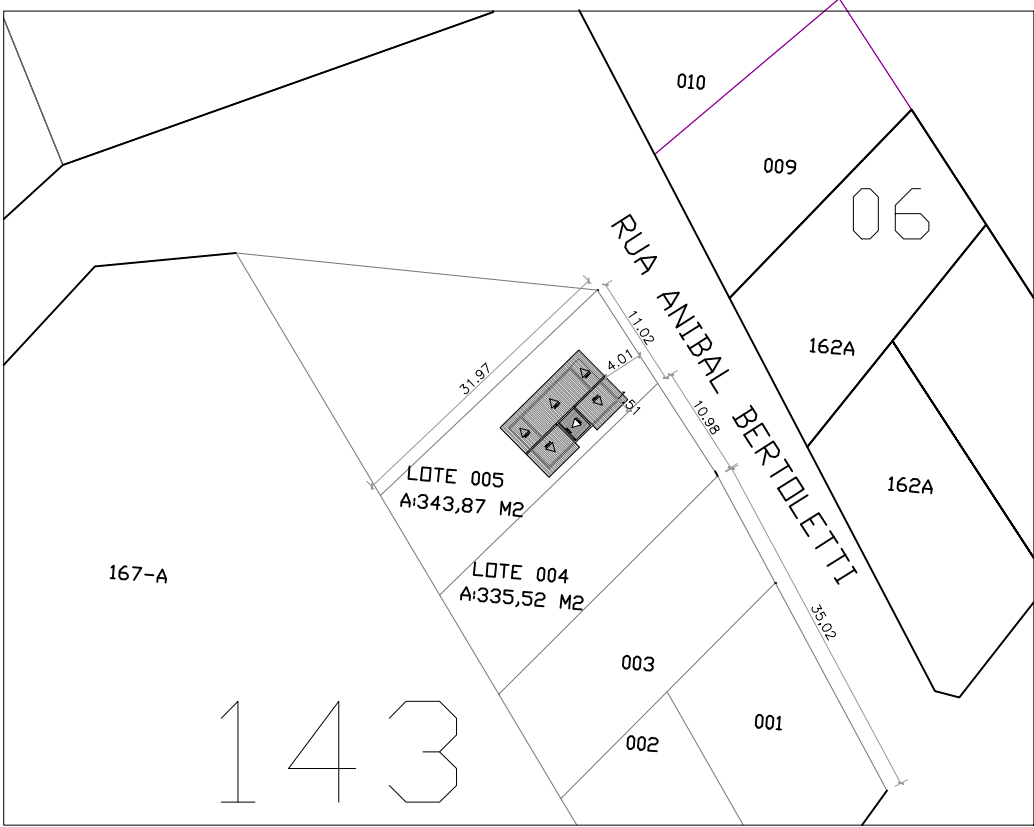 010
009
06
RUA ANIBAL BERTOLETTI
11.02
31.97
4.01
162A
10.98
LOTE 005
A:343,87 M2
162A
LOTE 004
A:335,52 M2
167-A
35,02
003
001
002
143